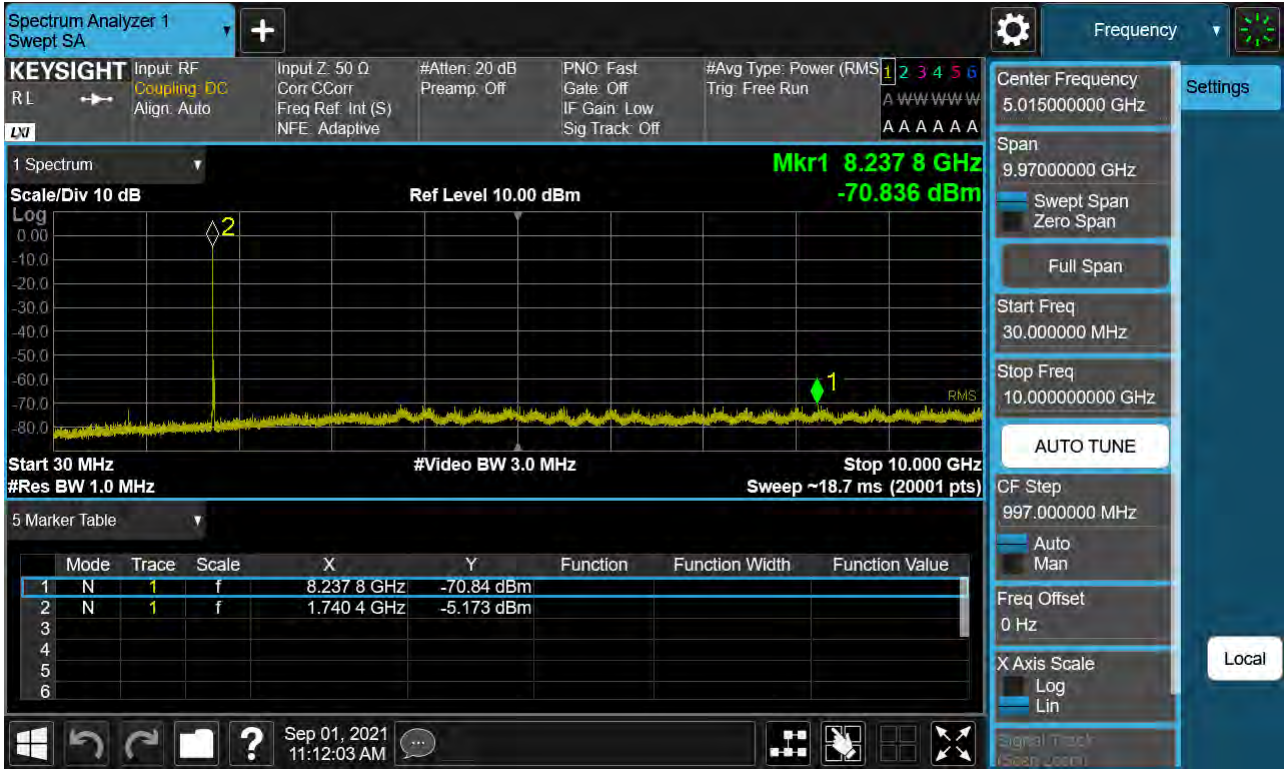 Spectrum Analyzer 1
Swept SA
Frequency
KEYSIGHT
R L
LXI
Input: RF
Coupling: DC
Align: Auto
Input Z: 50 Ω
Corr CCorr
Freq Ref: Int (S)
NFE: Adaptive
#Atten: 20 dB
Preamp: Off
PNO: Fast
Gate: Off
IF Gain: Low
Sig Track: Off
#Avg Type: Power (RMS
Trig: Free Run
1 2 3 4 5 6
A W W W W W
A A A A A A
1 Spectrum
Scale/Div 10 dB
Ref Level 10.00 dBm
Mkr1 8.237 8 GHz
-70.836 dBm
Log
0.00
-10.0
-20.0
-30.0
-40.0
-50.0
-60.0
-70.0
-80.0
2
1
RMS
Start 30 MHz
#Video BW 3.0 MHz
Stop 10.000 GHz
#Res BW 1.0 MHz
Sweep ~18.7 ms (20001 pts)
5 Marker Table
Mode Trace Scale X Y Function Function Width Function Value
1 N 1 f 8.237 8 GHz -70.84 dBm
2 N 1 f 1.740 4 GHz -5.173 dBm
3
4
5
6
Sep 01, 2021
11:12:03 AM
Center Frequency
5.015000000 GHz
Span
9.97000000 GHz
Swept Span
Zero Span
Full Span
Start Freq
30.000000 MHz
Stop Freq
10.000000000 GHz
AUTO TUNE
CF Step
997.000000 MHz
Auto
Man
Freq Offset
0 Hz
X Axis Scale
Log
Lin
Signal Track
(Span Zoom)
Settings
Local